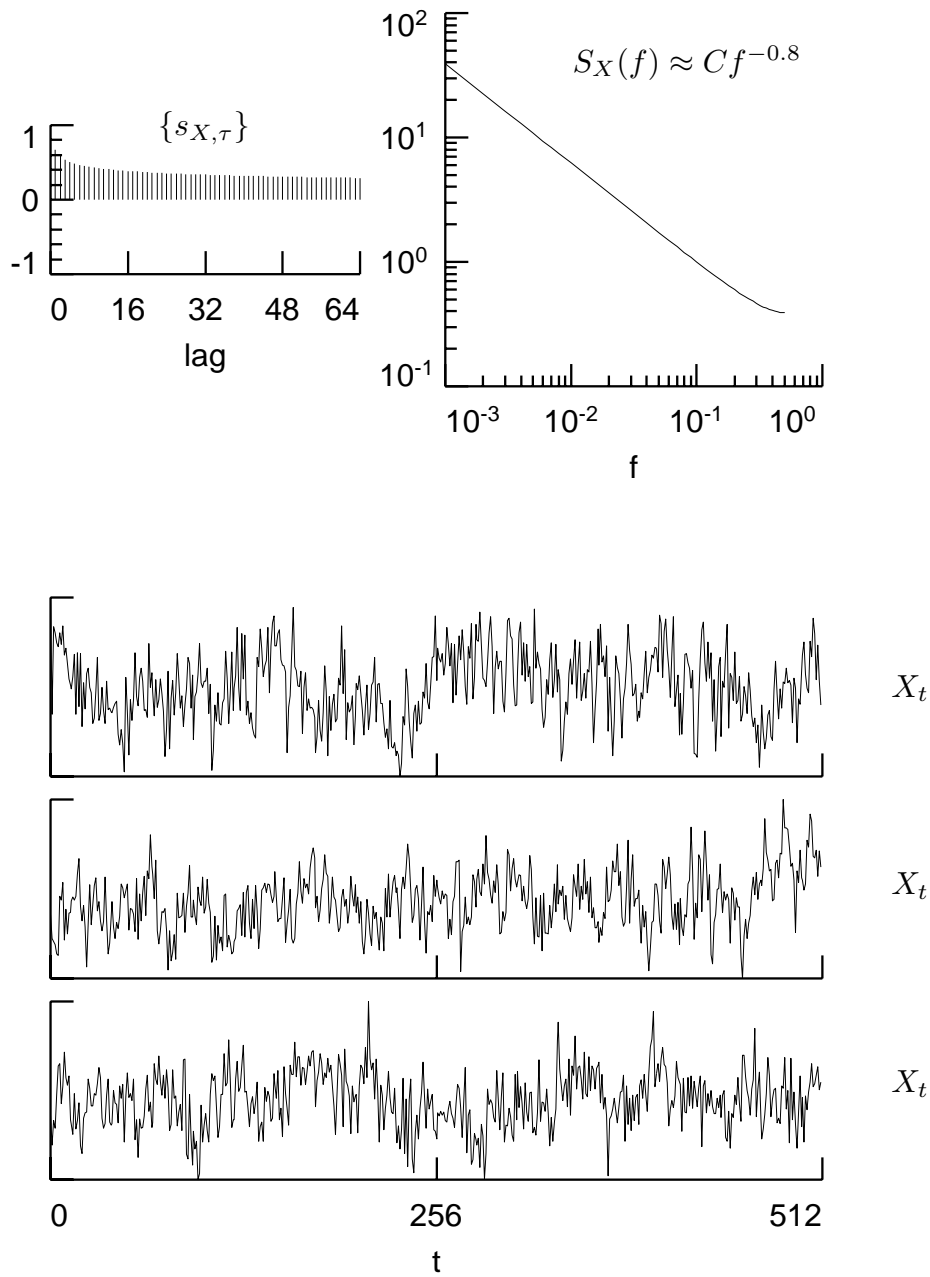 {s_{X,τ}}
1
0
-1
0 16 32 48 64
lag
S_X(f) ≈ Cf^{−0.8}
10^2
10^1
10^0
10^{-1}
10^{-3} 10^{-2} 10^{-1} 10^0
f
X_t
X_t
X_t
0 256 512
t